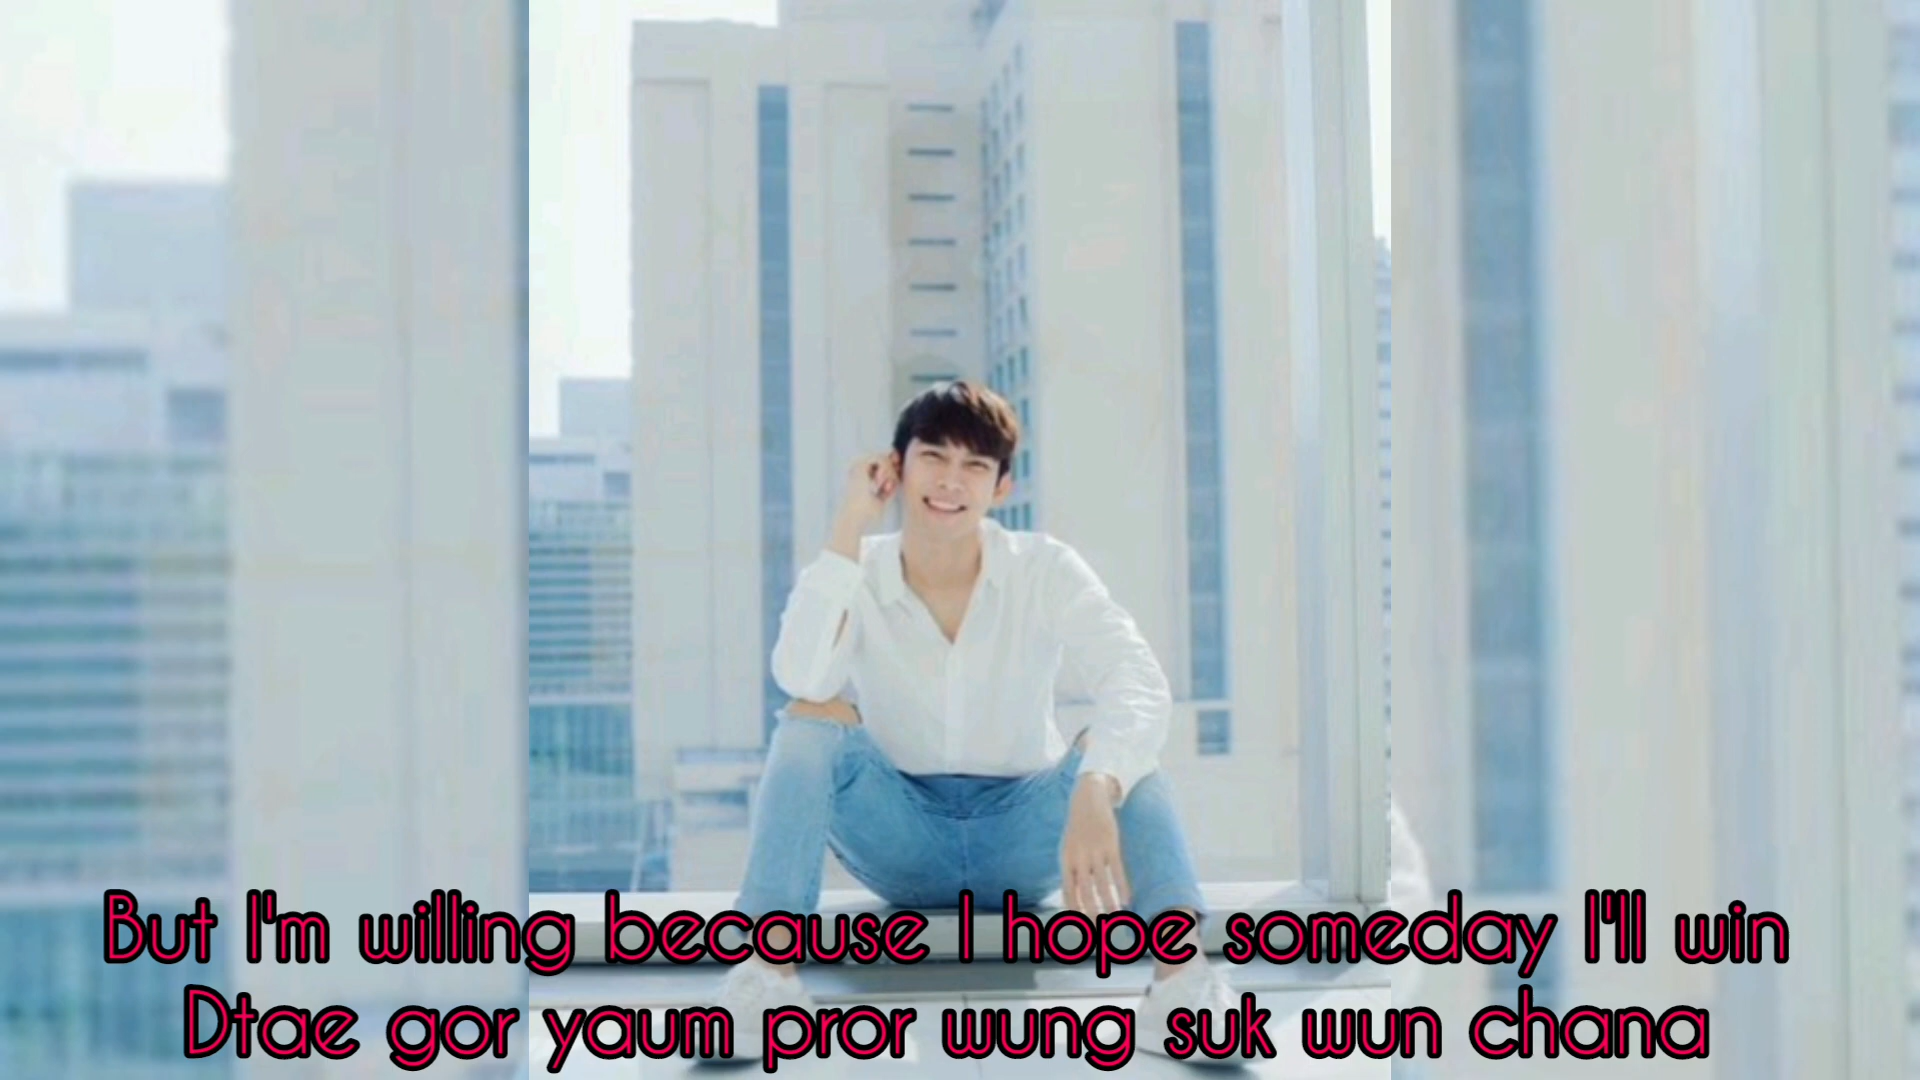 But I'm willing because I hope someday I'll win
Dtae gor yaum pror wung suk wun chana